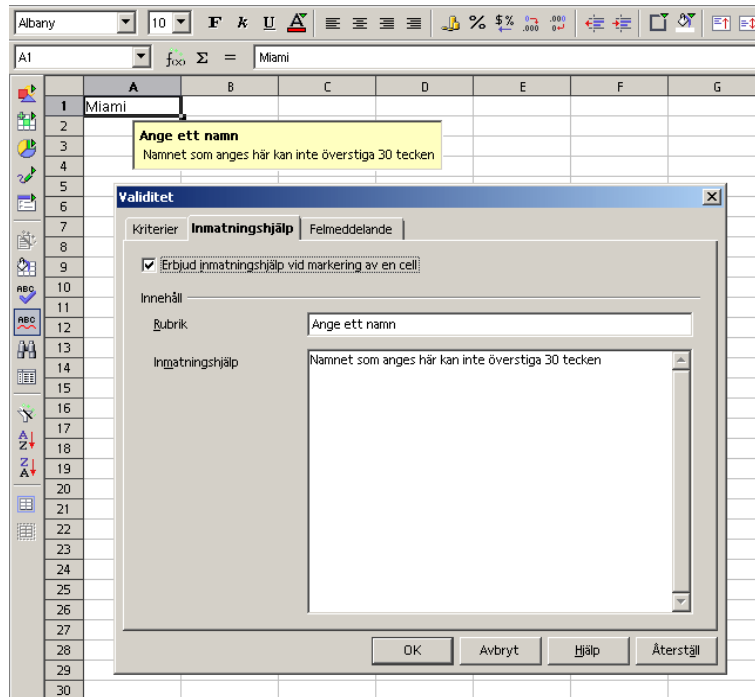 Albany 10 F k U A % $% .000 .000
A1 f(x) Σ = Miami
A B C D E F G
1 Miami
2
Ange ett namn
3
Namnet som anges här kan inte överstiga 30 tecken
4
5
Validitet
6
7 Kriterier Inmatningshjälp Felmeddelande
8
9 Erbjud inmatningshjälp vid markering av en cell
10
ABC
Innehåll
11
ABC
12 Rubrik Ange ett namn
13
14 Inmatningshjälp Namnet som anges här kan inte överstiga 30 tecken
15
16
17
A
Z
18
Z
A
19
20
21
22
23
24
25
26
27
28 OK Avbryt Hjälp Återställ
29
30